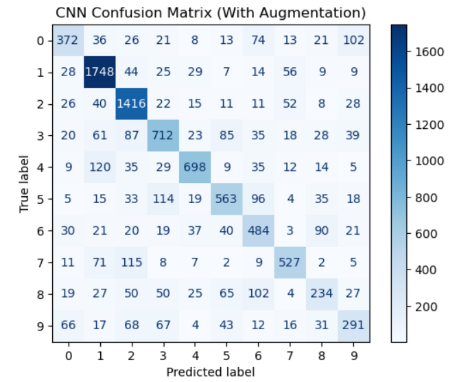 CNN Confusion Matrix (With Augmentation)
0 372 36 26 21 8 13 74 13 21 102
1 28 1748 44 25 29 7 14 56 9 9
2 26 40 1416 22 15 11 11 52 8 28
3 20 61 87 712 23 85 35 18 28 39
4 9 120 35 29 698 9 35 12 14 5
5 5 15 33 114 19 563 96 4 35 18
6 30 21 20 19 37 40 484 3 90 21
7 11 71 115 8 7 2 9 527 2 5
8 19 27 50 50 25 65 102 4 234 27
9 66 17 68 67 4 43 12 16 31 291
0 1 2 3 4 5 6 7 8 9
Predicted label
True label
1600
1400
1200
1000
800
600
400
200